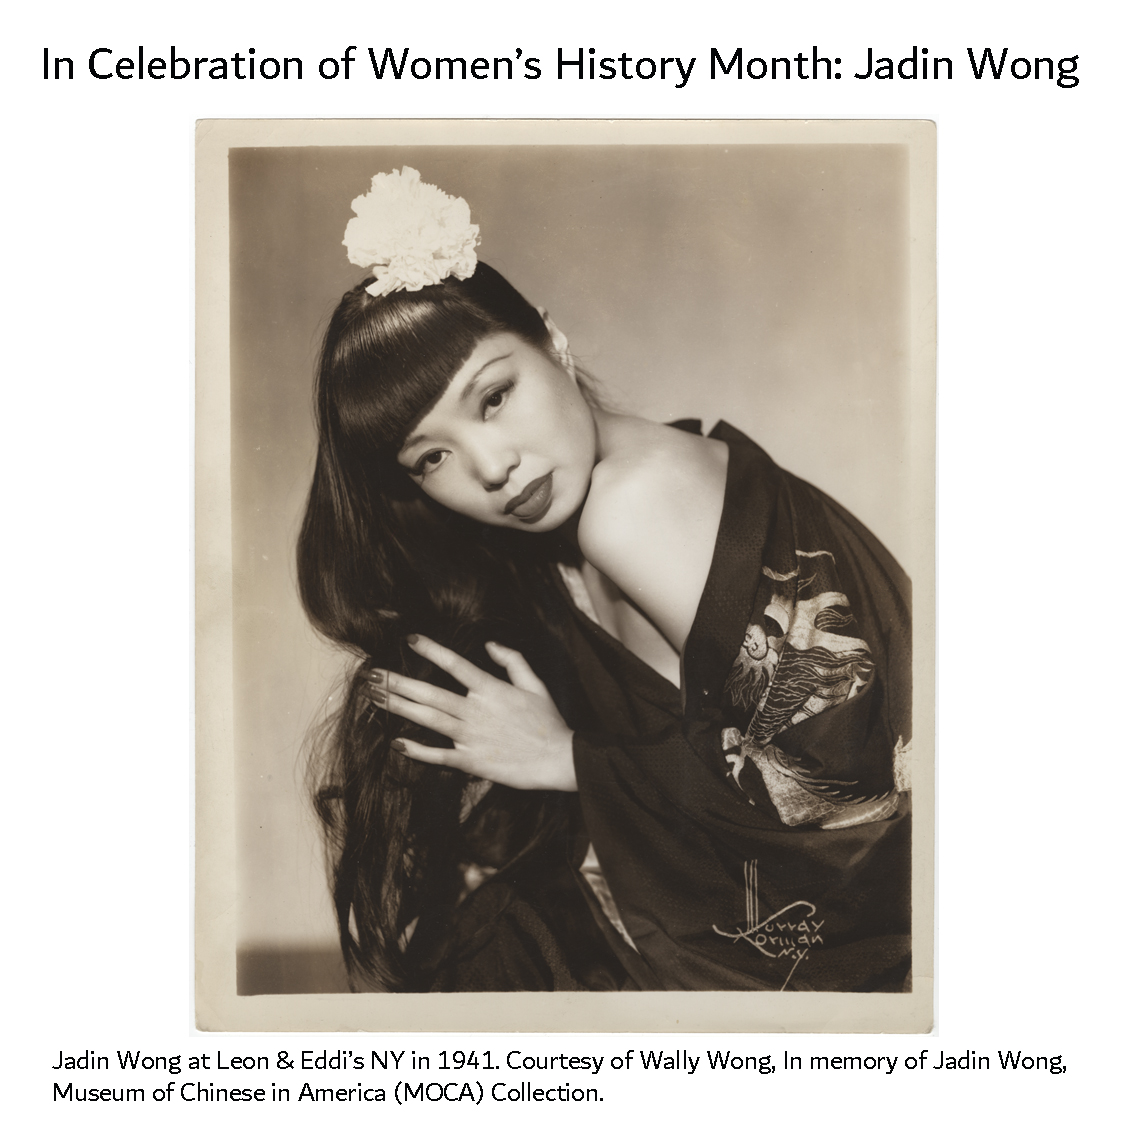 In Celebration of Women's History Month: Jadin Wong
Murray
Korman
N.Y.
Jadin Wong at Leon & Eddi's NY in 1941. Courtesy of Wally Wong, In memory of Jadin Wong,
Museum of Chinese in America (MOCA) Collection.